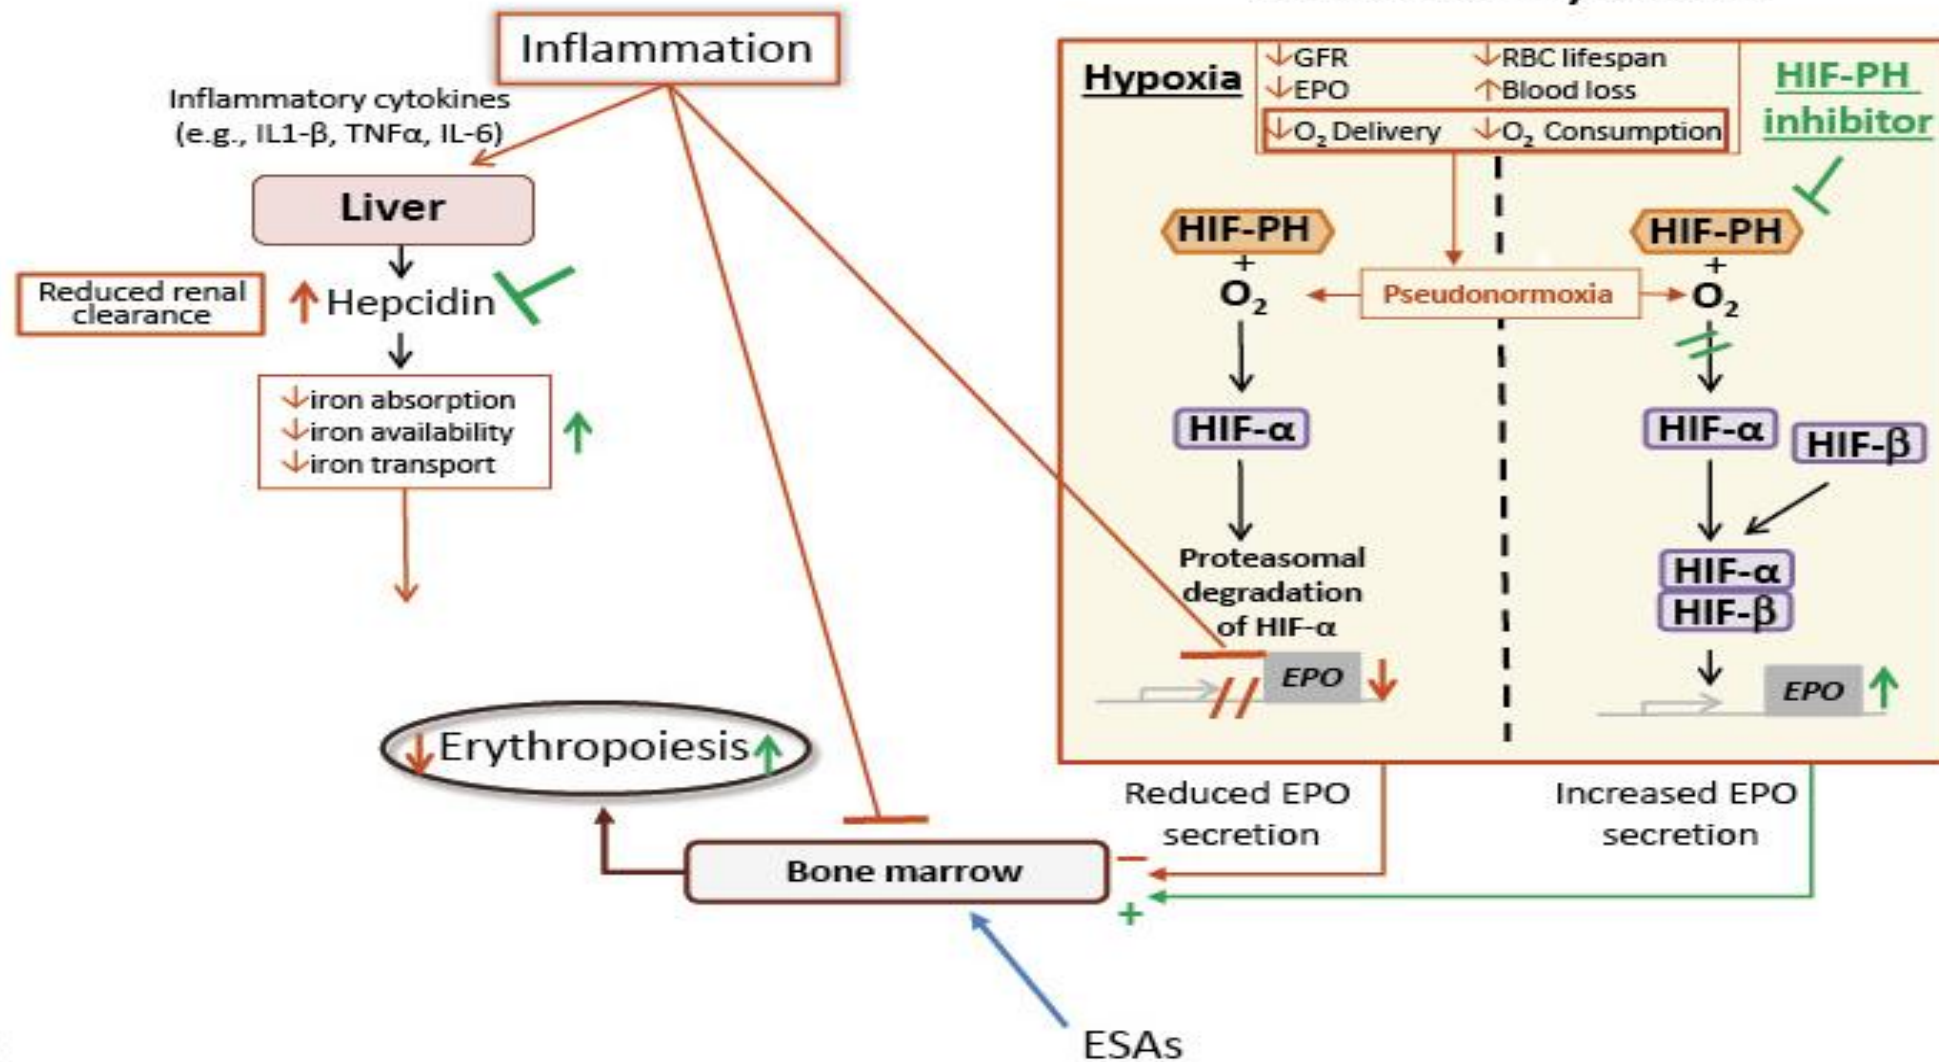 Inflammation
Inflammatory cytokines
(e.g., IL1-β, TNFα, IL-6)
Liver
Reduced renal
clearance
↑ Hepcidin
↓iron absorption
↓iron availability
↓iron transport
↑
Hypoxia
↓GFR ↓RBC lifespan
↓EPO ↑Blood loss
↓O₂ Delivery ↓O₂ Consumption
HIF-PH
inhibitor
HIF-PH
+
O₂
Pseudonormoxia
HIF-PH
+
O₂
HIF-α
Proteasomal
degradation
of HIF-α
EPO ↓
HIF-α
HIF-β
HIF-α
HIF-β
EPO ↑
↓ Erythropoiesis ↑
Reduced EPO
secretion
Increased EPO
secretion
Bone marrow
−
+
ESAs